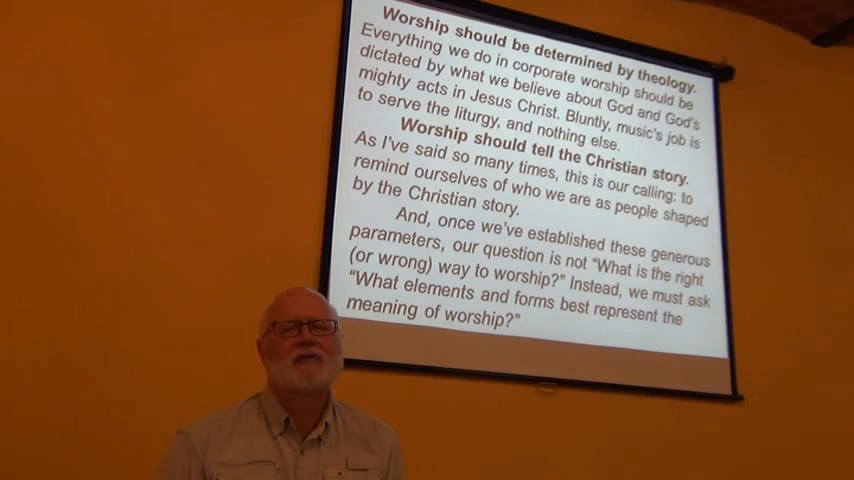 Worship should be determined by theology.
Everything we do in corporate worship should be
dictated by what we believe about God and God's
mighty acts in Jesus Christ. Bluntly, music's job is
to serve the liturgy, and nothing else.
Worship should tell the Christian story.
As I've said so many times, this is our calling: to
remind ourselves of who we are as people shaped
by the Christian story.
And, once we've established these generous
parameters, our question is not “What is the right
(or wrong) way to worship?” Instead, we must ask
“What elements and forms best represent the
meaning of worship?”